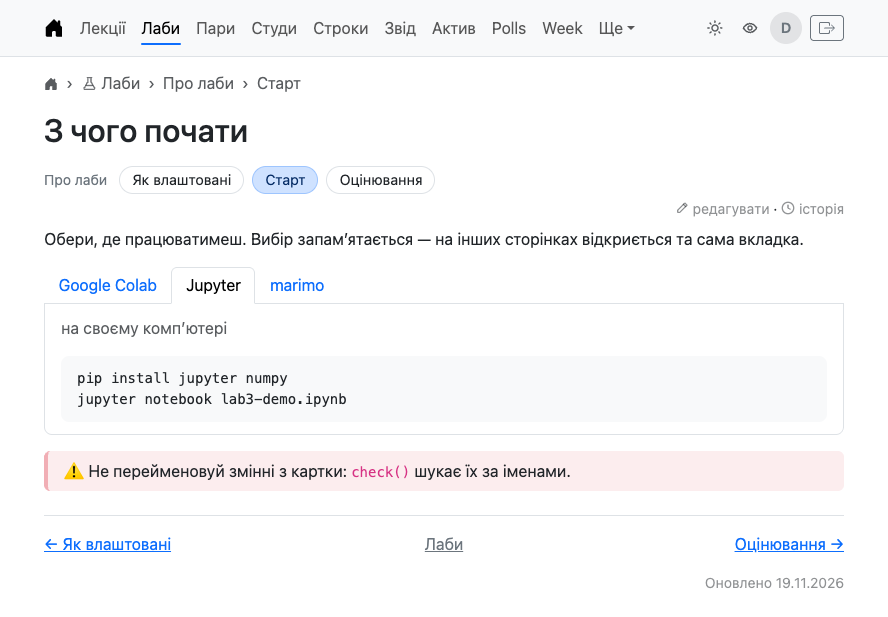 Лекції Лаби Пари Студи Строки Звід Актив Polls Week Ще D
› Лаби › Про лаби › Старт
З чого почати
Про лаби Як влаштовані Старт Оцінювання
редагувати · історія
Обери, де працюватимеш. Вибір запам’ятається — на інших сторінках відкриється та сама вкладка.
Google Colab Jupyter marimo
на своєму комп’ютері
pip install jupyter numpy
jupyter notebook lab3-demo.ipynb
⚠️ Не перейменовуй змінні з картки: check() шукає їх за іменами.
← Як влаштовані Лаби Оцінювання →
Оновлено 19.11.2026